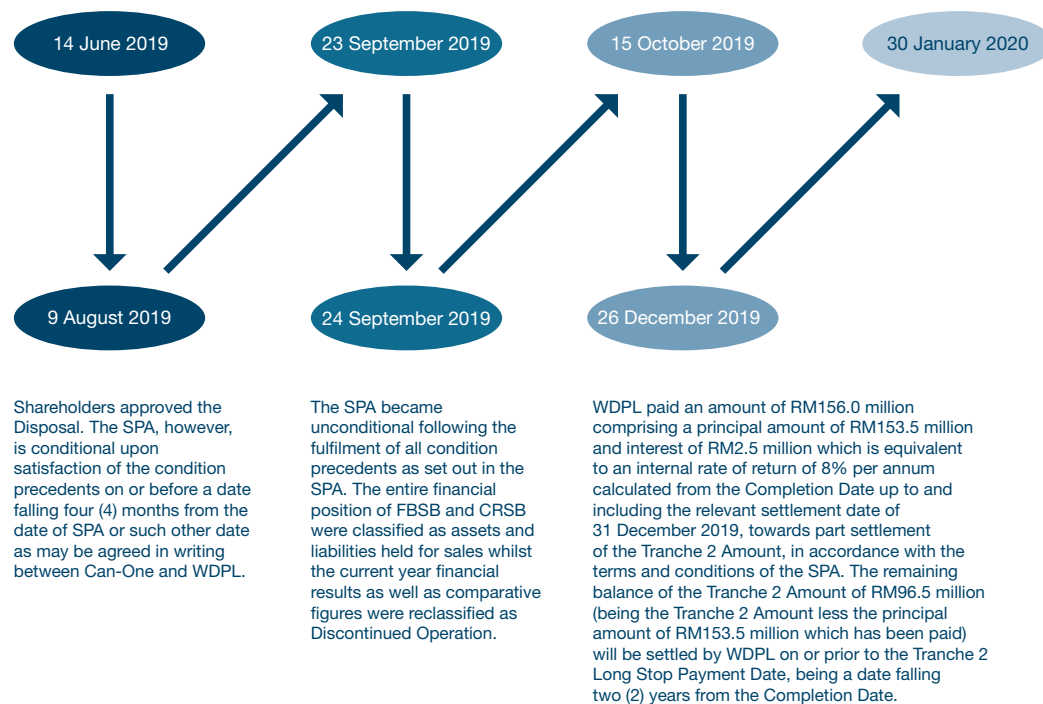 14 June 2019
23 September 2019
15 October 2019
30 January 2020
9 August 2019
24 September 2019
26 December 2019
Shareholders approved the
Disposal. The SPA, however,
is conditional upon
satisfaction of the condition
precedents on or before a date
falling four (4) months from the
date of SPA or such other date
as may be agreed in writing
between Can-One and WDPL.
The SPA became
unconditional following the
fulfilment of all condition
precedents as set out in the
SPA. The entire financial
position of FBSB and CRSB
were classified as assets and
liabilities held for sales whilst
the current year financial
results as well as comparative
figures were reclassified as
Discontinued Operation.
WDPL paid an amount of RM156.0 million
comprising a principal amount of RM153.5 million
and interest of RM2.5 million which is equivalent
to an internal rate of return of 8% per annum
calculated from the Completion Date up to and
including the relevant settlement date of
31 December 2019, towards part settlement
of the Tranche 2 Amount, in accordance with the
terms and conditions of the SPA. The remaining
balance of the Tranche 2 Amount of RM96.5 million
(being the Tranche 2 Amount less the principal
amount of RM153.5 million which has been paid)
will be settled by WDPL on or prior to the Tranche 2
Long Stop Payment Date, being a date falling
two (2) years from the Completion Date.